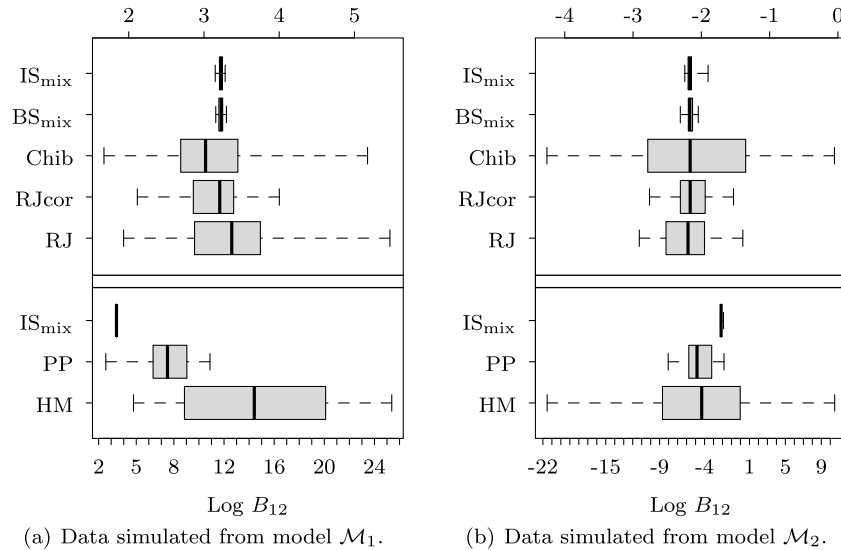 2 3 4 5
ISmix
BSmix
Chib
RJcor
RJ
ISmix
PP
HM
2 5 8 12 16 20 24
Log B12
(a) Data simulated from model M1.
-4 -3 -2 -1 0
ISmix
BSmix
Chib
RJcor
RJ
ISmix
PP
HM
-22 -15 -9 -4 1 5 9
Log B12
(b) Data simulated from model M2.